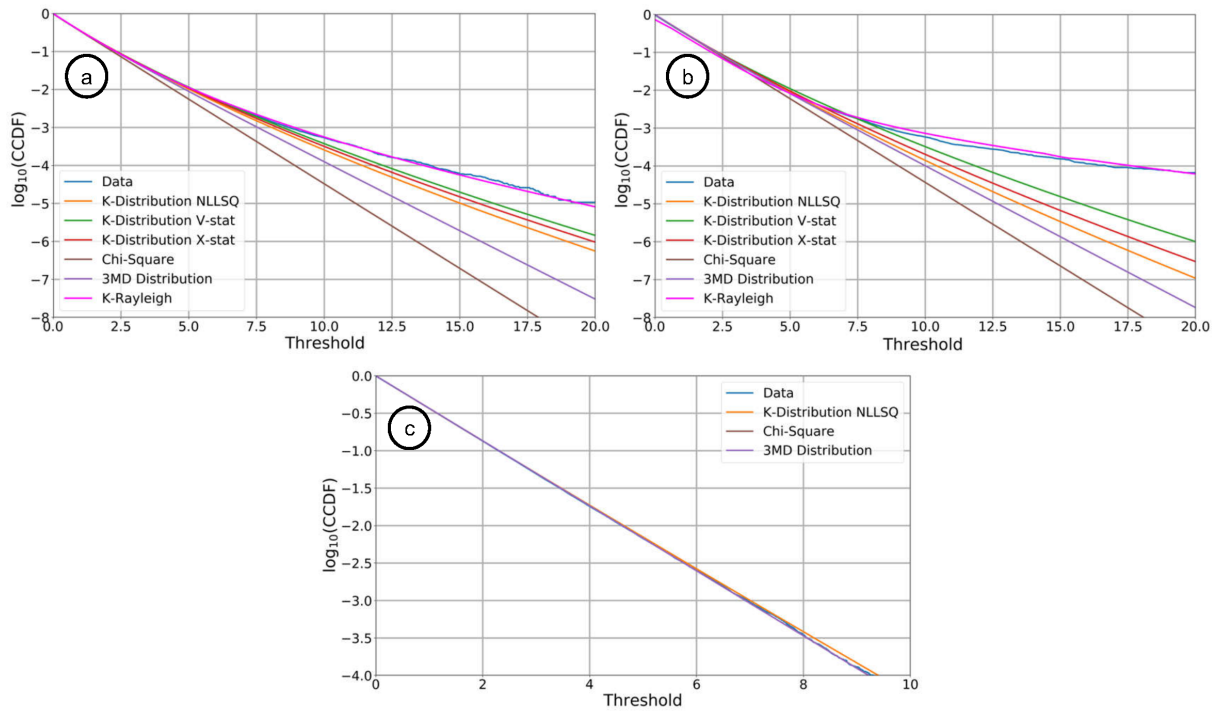 0
−1
−2
−3
−4
−5
−6
−7
−8
log10(CCDF)
a
Data
K-Distribution NLLSQ
K-Distribution V-stat
K-Distribution X-stat
Chi-Square
3MD Distribution
K-Rayleigh
0.0 2.5 5.0 7.5 10.0 12.5 15.0 17.5 20.0
Threshold
0
−1
−2
−3
−4
−5
−6
−7
−8
log10(CCDF)
b
Data
K-Distribution NLLSQ
K-Distribution V-stat
K-Distribution X-stat
Chi-Square
3MD Distribution
K-Rayleigh
0.0 2.5 5.0 7.5 10.0 12.5 15.0 17.5 20.0
Threshold
0.0
−0.5
−1.0
−1.5
−2.0
−2.5
−3.0
−3.5
−4.0
log10(CCDF)
c
Data
K-Distribution NLLSQ
Chi-Square
3MD Distribution
0 2 4 6 8 10
Threshold